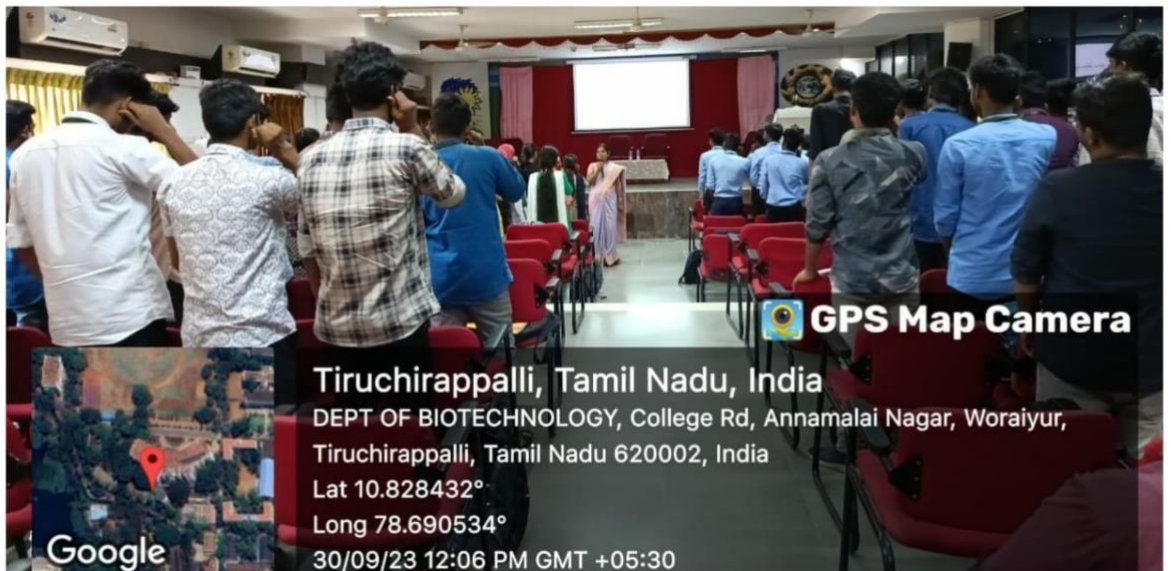 GPS Map Camera
Tiruchirappalli, Tamil Nadu, India
DEPT OF BIOTECHNOLOGY, College Rd, Annamalai Nagar, Woraiyur,
Tiruchirappalli, Tamil Nadu 620002, India
Lat 10.828432°
Long 78.690534°
30/09/23 12:06 PM GMT +05:30
Google